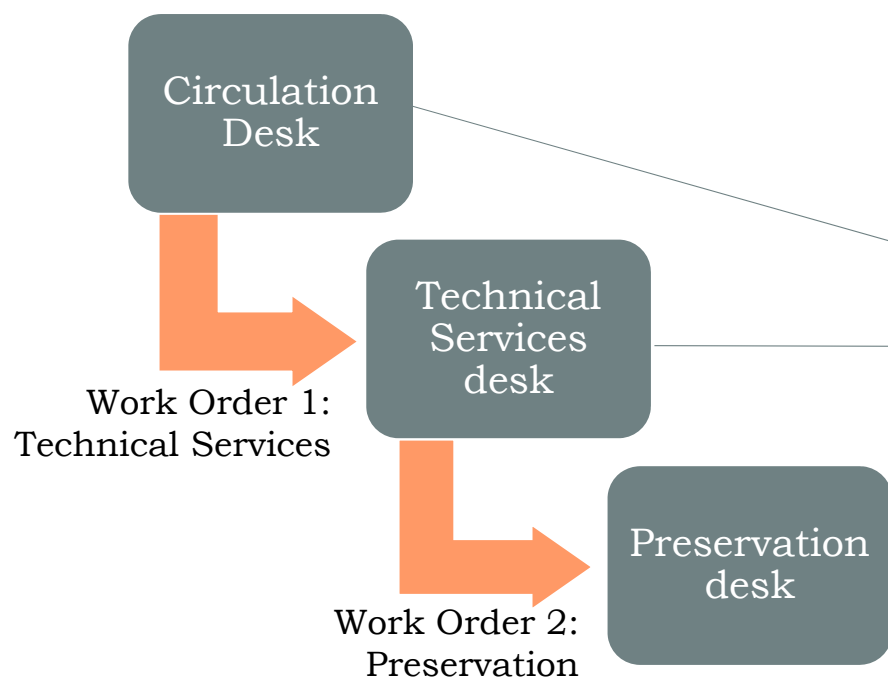 Circulation
Desk
Technical
Services
desk
Work Order 1:
Technical Services
Preservation
desk
Work Order 2:
Preservation